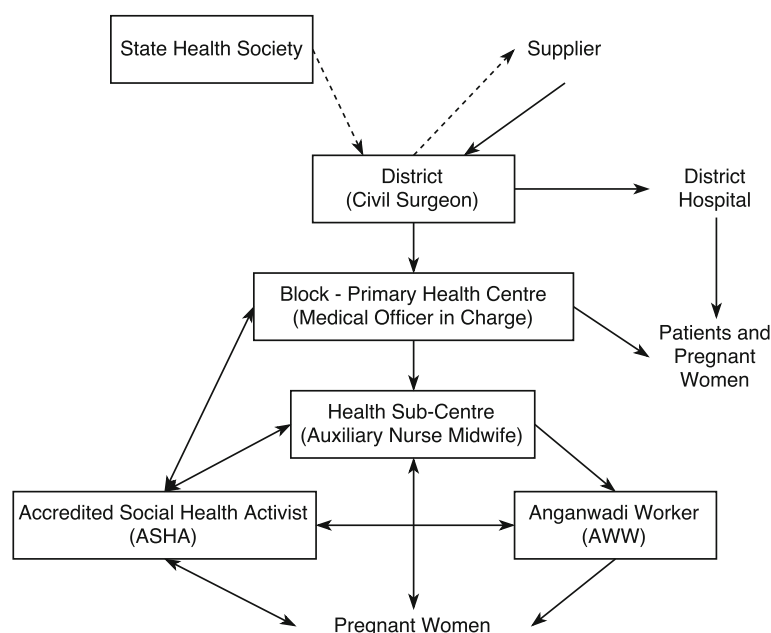 State Health Society
Supplier
District
(Civil Surgeon)
District
Hospital
Block - Primary Health Centre
(Medical Officer in Charge)
Patients and
Pregnant
Women
Health Sub-Centre
(Auxiliary Nurse Midwife)
Accredited Social Health Activist
(ASHA)
Anganwadi Worker
(AWW)
Pregnant Women